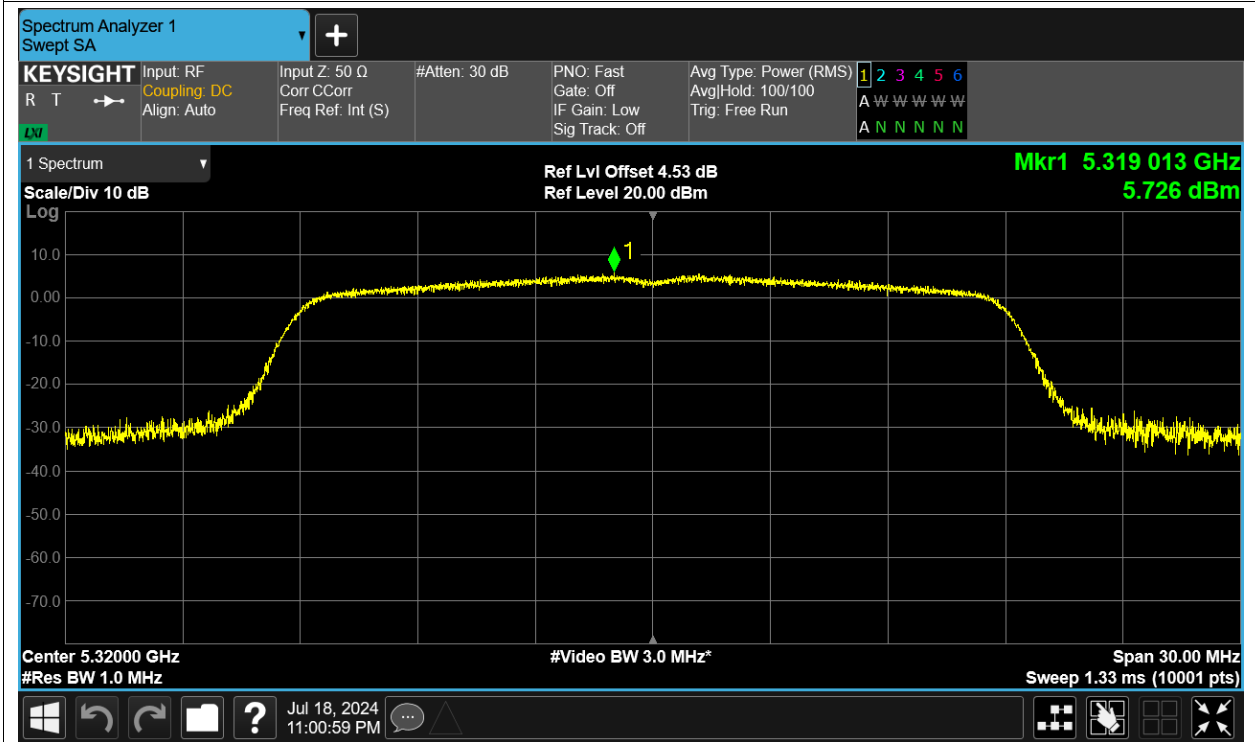 Spectrum Analyzer 1
Swept SA
KEYSIGHT
R T
LXI
Input: RF
Coupling: DC
Align: Auto
Input Z: 50 Ω
Corr CCorr
Freq Ref: Int (S)
#Atten: 30 dB
PNO: Fast
Gate: Off
IF Gain: Low
Sig Track: Off
Avg Type: Power (RMS)
Avg|Hold: 100/100
Trig: Free Run
1 2 3 4 5 6
A W W W W W
A N N N N N
1 Spectrum
Scale/Div 10 dB
Log
Ref Lvl Offset 4.53 dB
Ref Level 20.00 dBm
Mkr1 5.319 013 GHz
5.726 dBm
1
10.0
0.00
-10.0
-20.0
-30.0
-40.0
-50.0
-60.0
-70.0
Center 5.32000 GHz
#Res BW 1.0 MHz
#Video BW 3.0 MHz*
Span 30.00 MHz
Sweep 1.33 ms (10001 pts)
?
Jul 18, 2024
11:00:59 PM